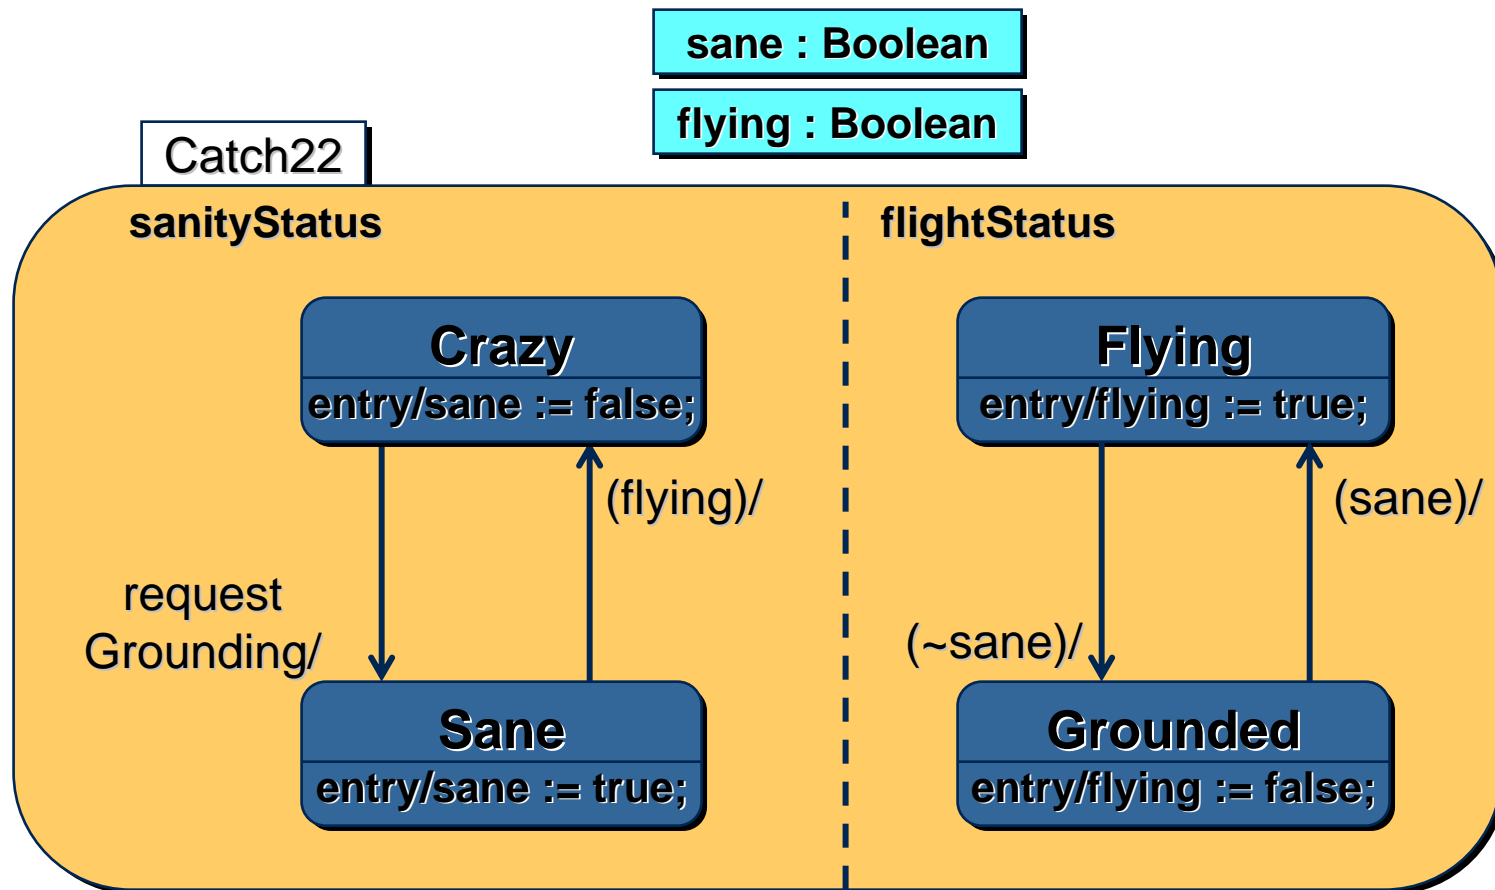 sane : Boolean
flying : Boolean
Catch22
sanityStatus
flightStatus
Crazy
entry/sane := false;
Flying
entry/flying := true;
(flying)/
(sane)/
request
Grounding/
(~sane)/
Sane
entry/sane := true;
Grounded
entry/flying := false;